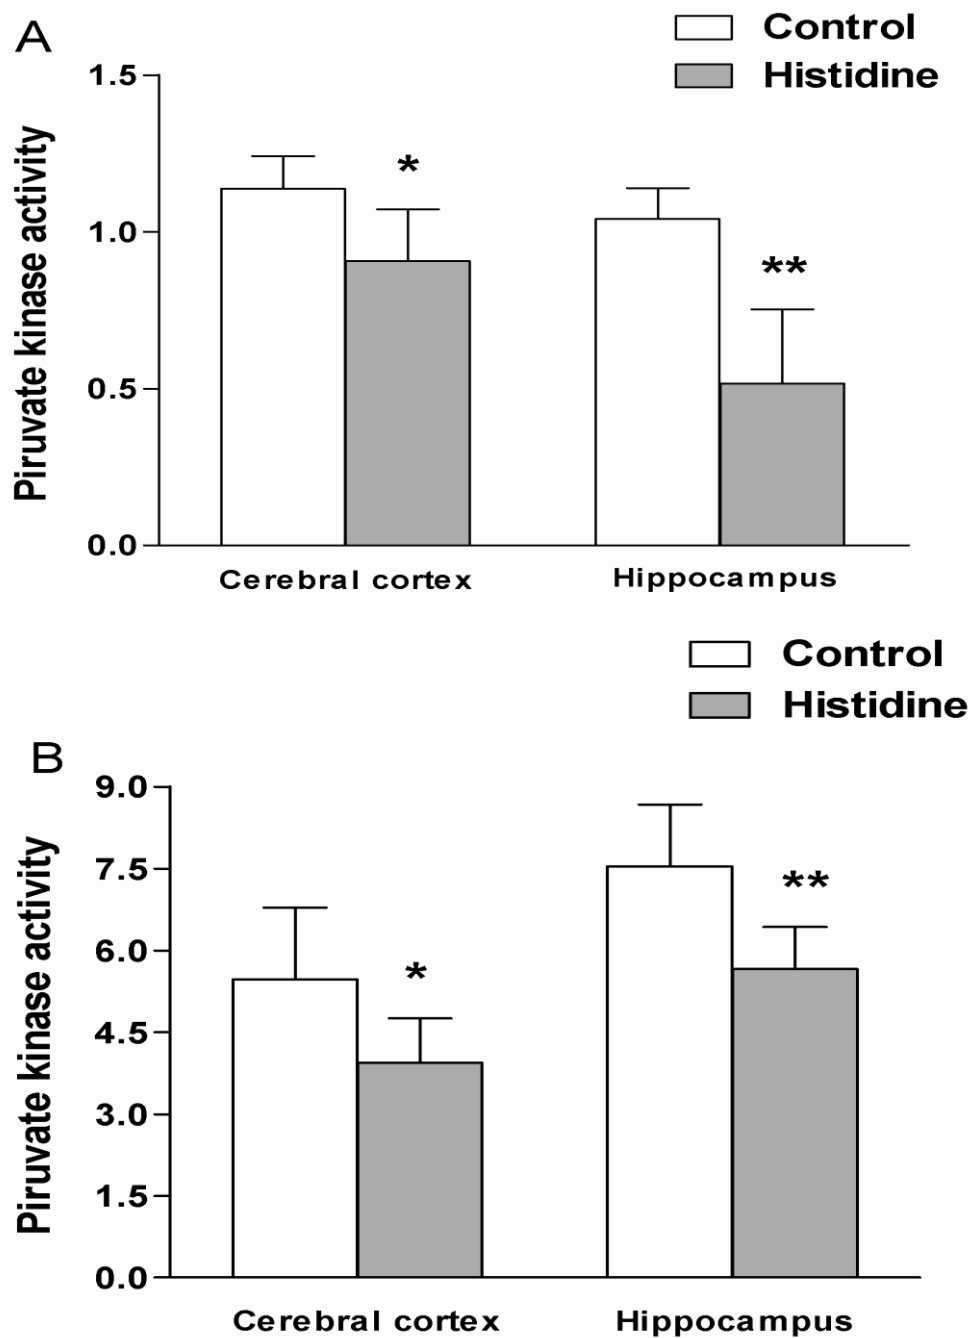 A
Control
Histidine
Piruvate kinase activity
1.5
*
1.0
**
0.5
0.0
Cerebral cortex
Hippocampus
Control
Histidine
B
Piruvate kinase activity
9.0
7.5
**
6.0
*
4.5
3.0
1.5
0.0
Cerebral cortex
Hippocampus